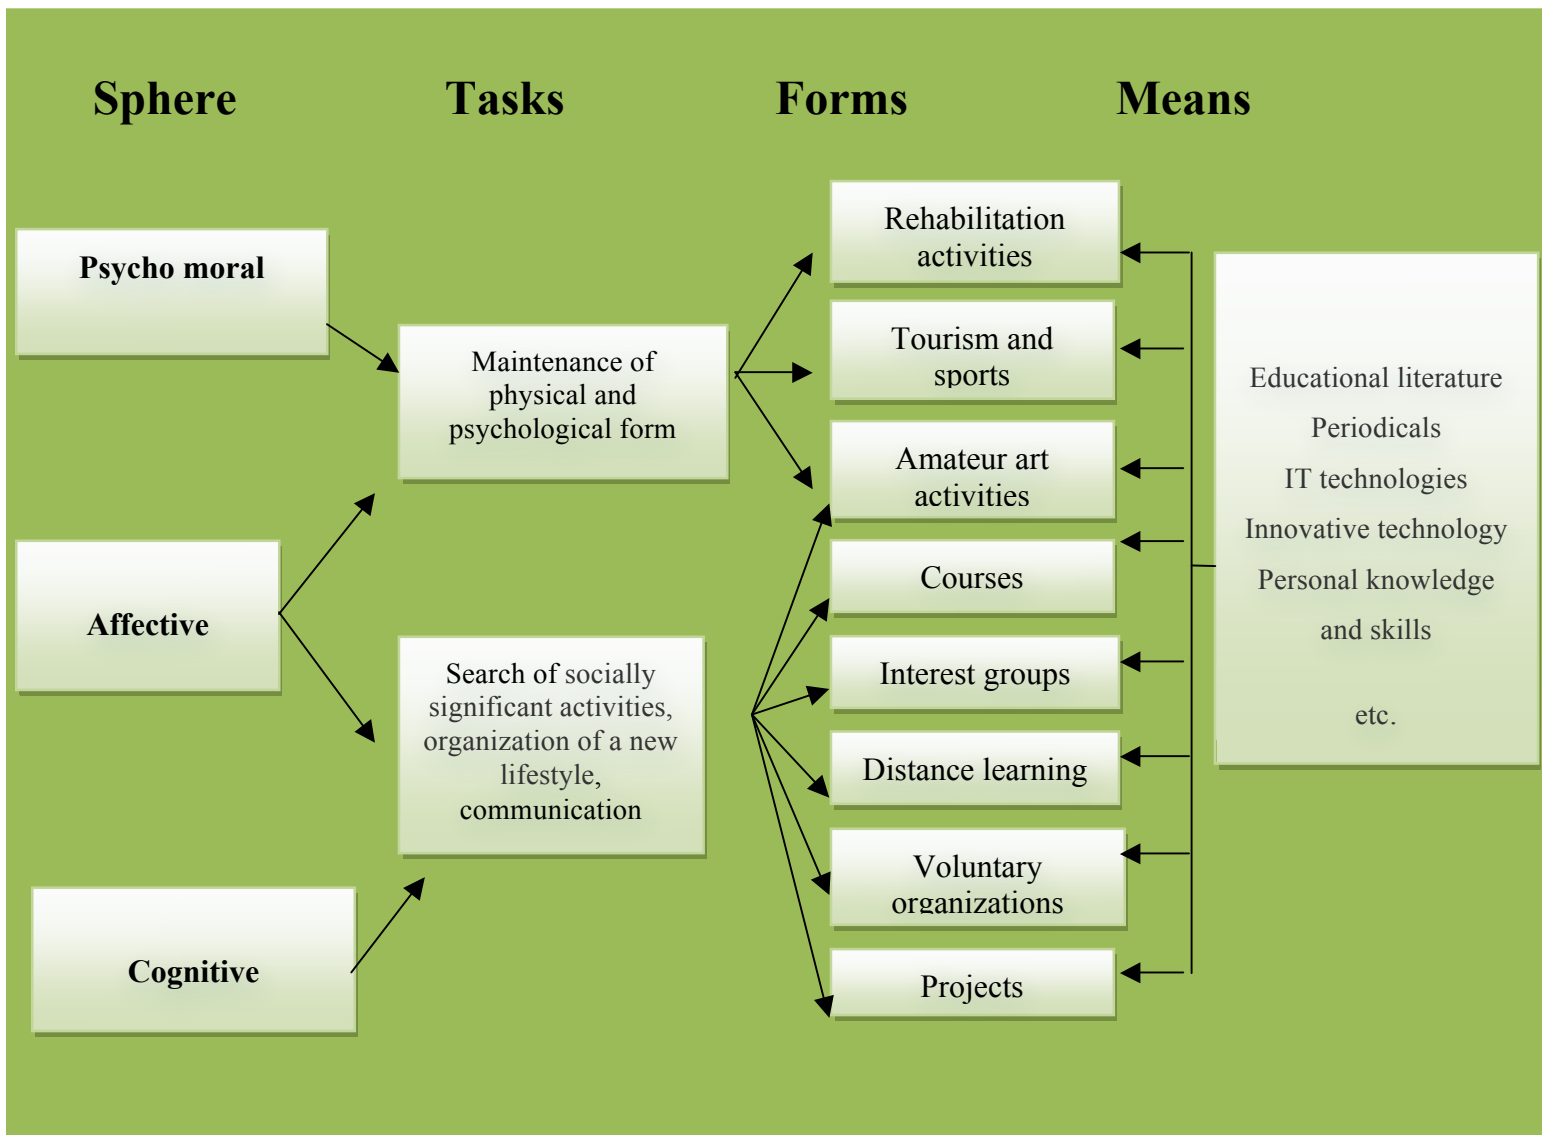 Sphere
Tasks
Forms
Means
Psycho moral
Affective
Cognitive
Maintenance of
physical and
psychological form
Search of socially
significant activities,
organization of a new
lifestyle,
communication
Rehabilitation
activities
Tourism and
sports
Amateur art
activities
Courses
Interest groups
Distance learning
Voluntary
organizations
Projects
Educational literature
Periodicals
IT technologies
Innovative technology
Personal knowledge
and skills
etc.